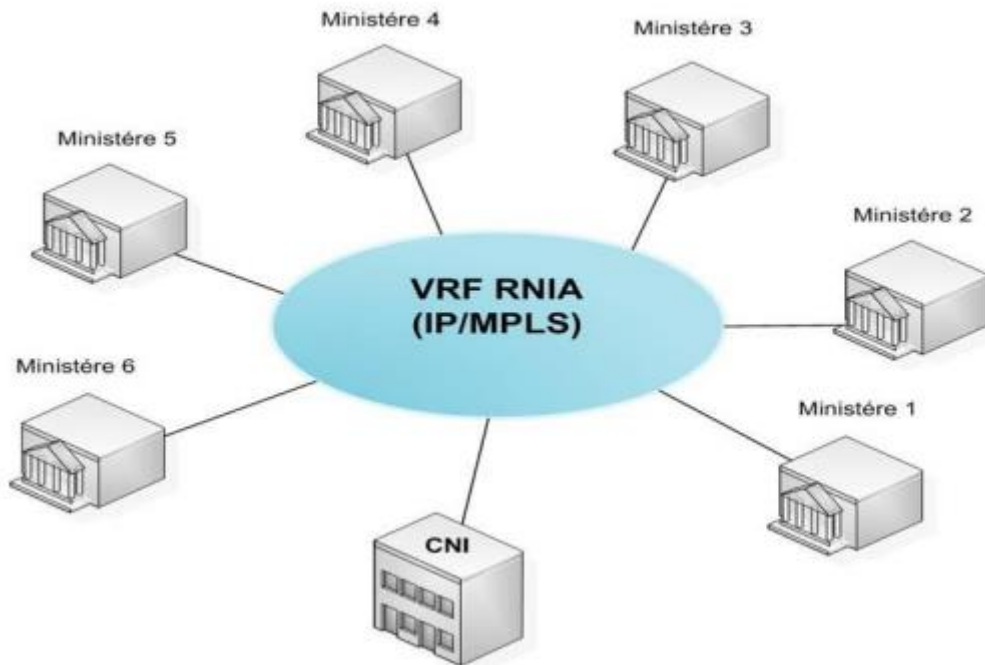 Ministére 4
Ministére 3
Ministére 5
Ministére 2
VRF RNIA
(IP/MPLS)
Ministére 6
Ministére 1
CNI